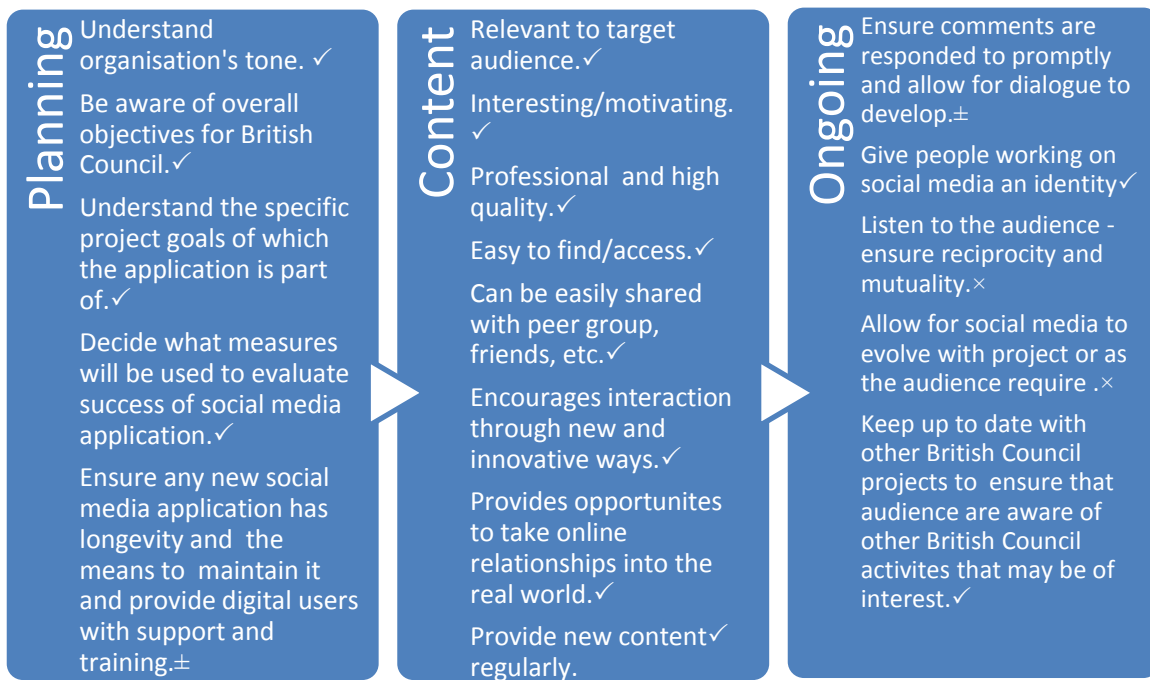 Planning
Understand
organisation's tone. ✓
Be aware of overall
objectives for British
Council.✓
Understand the specific
project goals of which
the application is part
of.✓
Decide what measures
will be used to evaluate
success of social media
application.✓
Ensure any new social
media application has
longevity and the
means to maintain it
and provide digital users
with support and
training.±
Content
Relevant to target
audience.✓
Interesting/motivating.
✓
Professional and high
quality.✓
Easy to find/access.✓
Can be easily shared
with peer group,
friends, etc.✓
Encourages interaction
through new and
innovative ways.✓
Provides opportunites
to take online
relationships into the
real world.✓
Provide new content✓
regularly.
Ongoing
Ensure comments are
responded to promptly
and allow for dialogue to
develop.±
Give people working on
social media an identity✓
Listen to the audience -
ensure reciprocity and
mutuality.×
Allow for social media to
evolve with project or as
the audience require .×
Keep up to date with
other British Council
projects to ensure that
audience are aware of
other British Council
activites that may be of
interest.✓